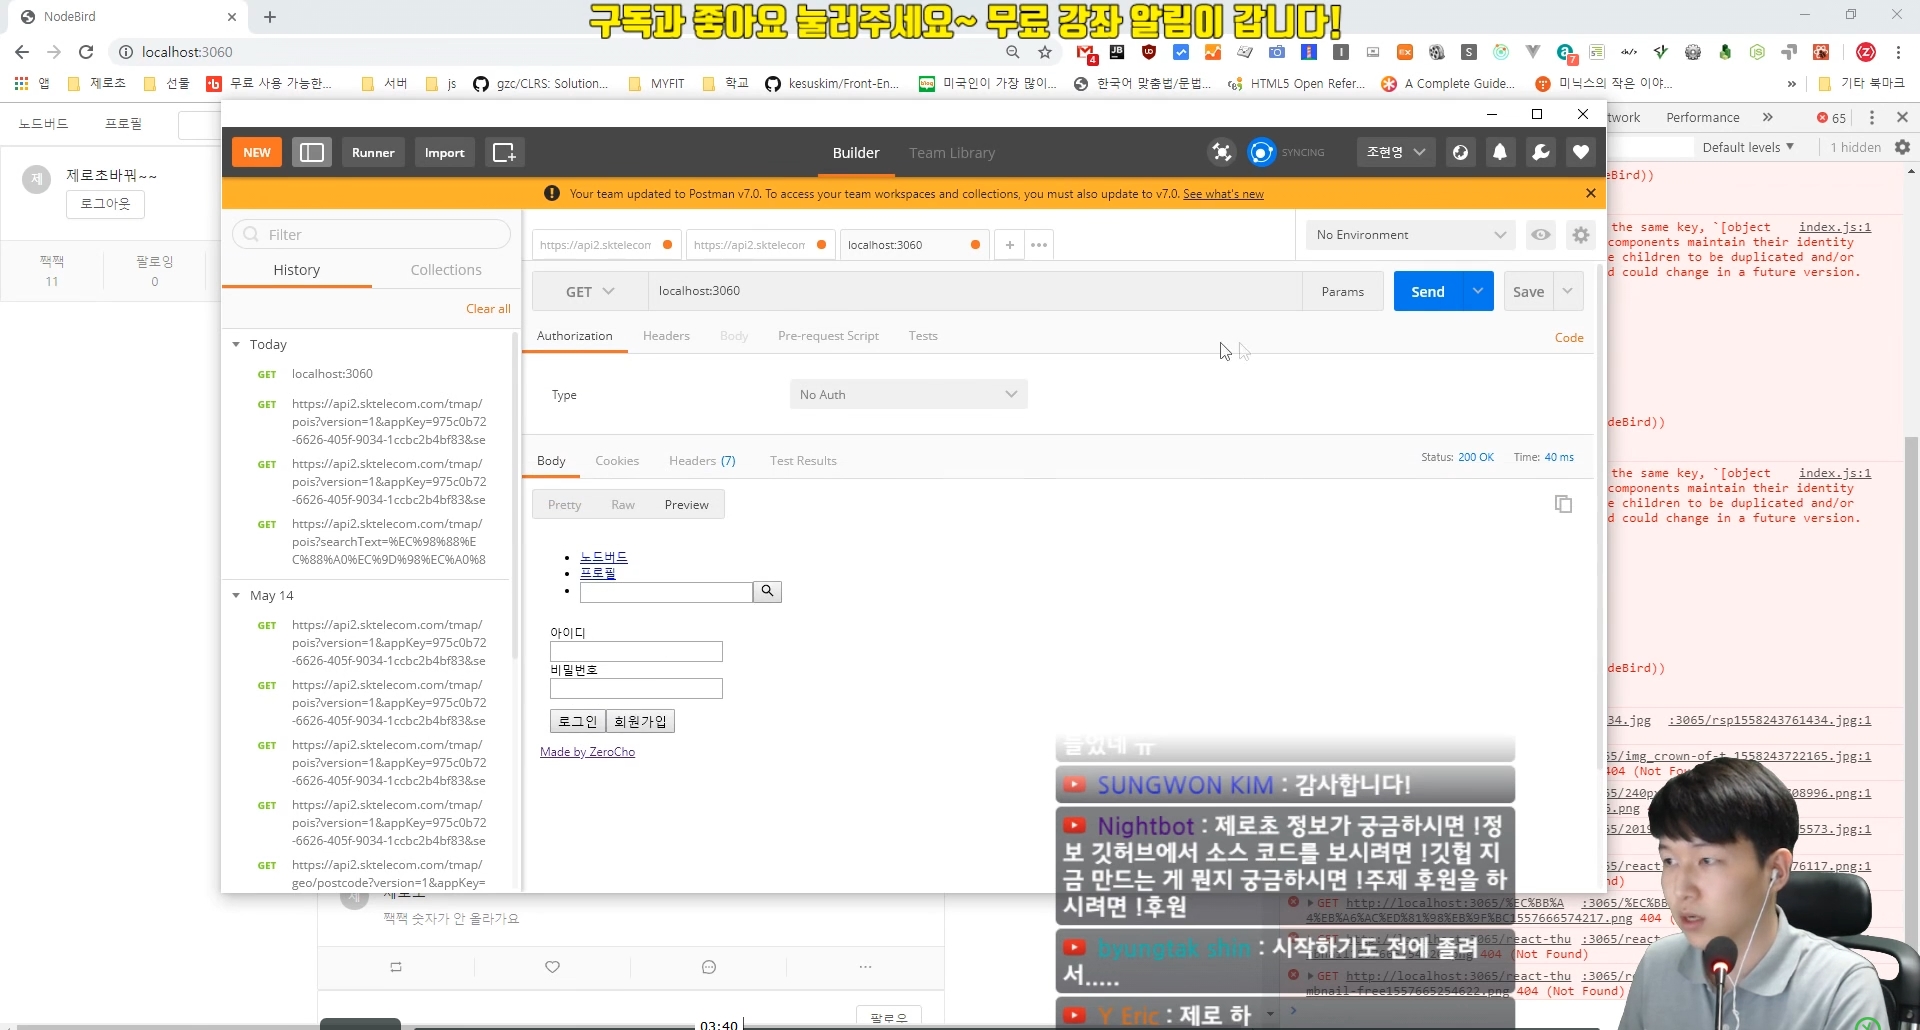 NodeBird
구독과 좋아요 눌러주세요~ 무료 강좌 알림이 갑니다!
localhost:3060
앱
제로초
선물
무료 사용 가능한...
서버
js
gzc/CLRS: Solution...
MYFIT
학교
kesuskim/Front-En...
미국인이 가장 많이...
한국어 맞춤법/문법...
HTML5 Open Refer...
A Complete Guide...
미닉스의 작은 이야...
»
기타 북마크
노드버드
프로필
제
제로초바꿔~~
로그아웃
짹짹
11
팔로잉
0
NEW
Runner
Import
Builder
Team Library
SYNCING
조현영
Your team updated to Postman v7.0. To access your team workspaces and collections, you must also update to v7.0. See what's new
Filter
History
Collections
Clear all
Today
GET localhost:3060
GET https://api2.sktelecom.com/tmap/
pois?version=1&appKey=975c0b72
-6626-405f-9034-1ccbc2b4bf83&se
GET https://api2.sktelecom.com/tmap/
pois?version=1&appKey=975c0b72
-6626-405f-9034-1ccbc2b4bf83&se
GET https://api2.sktelecom.com/tmap/
pois?searchText=%EC%98%88%E
C%88%A0%EC%9D%98%EC%A0%8
May 14
GET https://api2.sktelecom.com/tmap/
pois?version=1&appKey=975c0b72
-6626-405f-9034-1ccbc2b4bf83&se
GET https://api2.sktelecom.com/tmap/
pois?version=1&appKey=975c0b72
-6626-405f-9034-1ccbc2b4bf83&se
GET https://api2.sktelecom.com/tmap/
pois?version=1&appKey=975c0b72
-6626-405f-9034-1ccbc2b4bf83&se
GET https://api2.sktelecom.com/tmap/
pois?version=1&appKey=975c0b72
-6626-405f-9034-1ccbc2b4bf83&se
GET https://api2.sktelecom.com/tmap/
geo/postcode?version=1&appKey=
https://api2.sktelecom
https://api2.sktelecom
localhost:3060
No Environment
GET
localhost:3060
Params
Send
Save
Authorization
Headers
Body
Pre-request Script
Tests
Code
Type
No Auth
Body
Cookies
Headers (7)
Test Results
Status: 200 OK
Time: 40 ms
Pretty
Raw
Preview
노드버드
프로필
아이디
비밀번호
로그인
회원가입
Made by ZeroCho
twork
Performance
»
65
Default levels
1 hidden
eBird))
the same key, `[object index.js:1
components maintain their identity
e children to be duplicated and/or
d could change in a future version.
deBird))
the same key, `[object index.js:1
components maintain their identity
e children to be duplicated and/or
d could change in a future version.
deBird))
34.jpg :3065/rsp1558243761434.jpg:1
65/img_crown-of-t 1558243722165.jpg:1
404 (Not Fou
SUNGWON KIM : 감사합니다!
Nightbot : 제로초 정보가 궁금하시면 !정
보 깃허브에서 소스 코드를 보시려면 !깃헙 지
금 만드는 게 뭔지 궁금하시면 !주제 후원을 하
시려면 !후원
byungtak shin : 시작하기도 전에 졸려
서.....
Y Eric : 제로 하
GET http://localhost:3065/%EC%BB%A
4%EB%A6%AC%ED%81%98%EB%9F%BC1557666574217.png 404
GET http://localhost:3065/react-thu
404 (Not Found)
GET http://localhost:3065/react-thu
mbnail-free1557665254622.png 404 (Not Found)
제로초
짹짹 숫자가 안 올라가요
팔로우
03:40